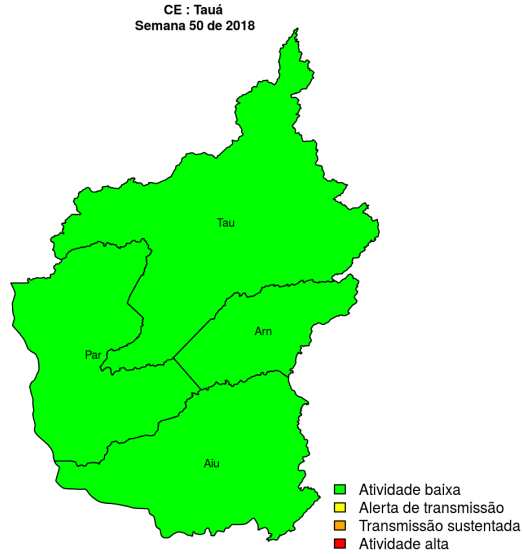 CE : Tauá
Semana 50 de 2018
Tau
Arn
Par
Aiu
Atividade baixa
Alerta de transmissão
Transmissão sustentada
Atividade alta